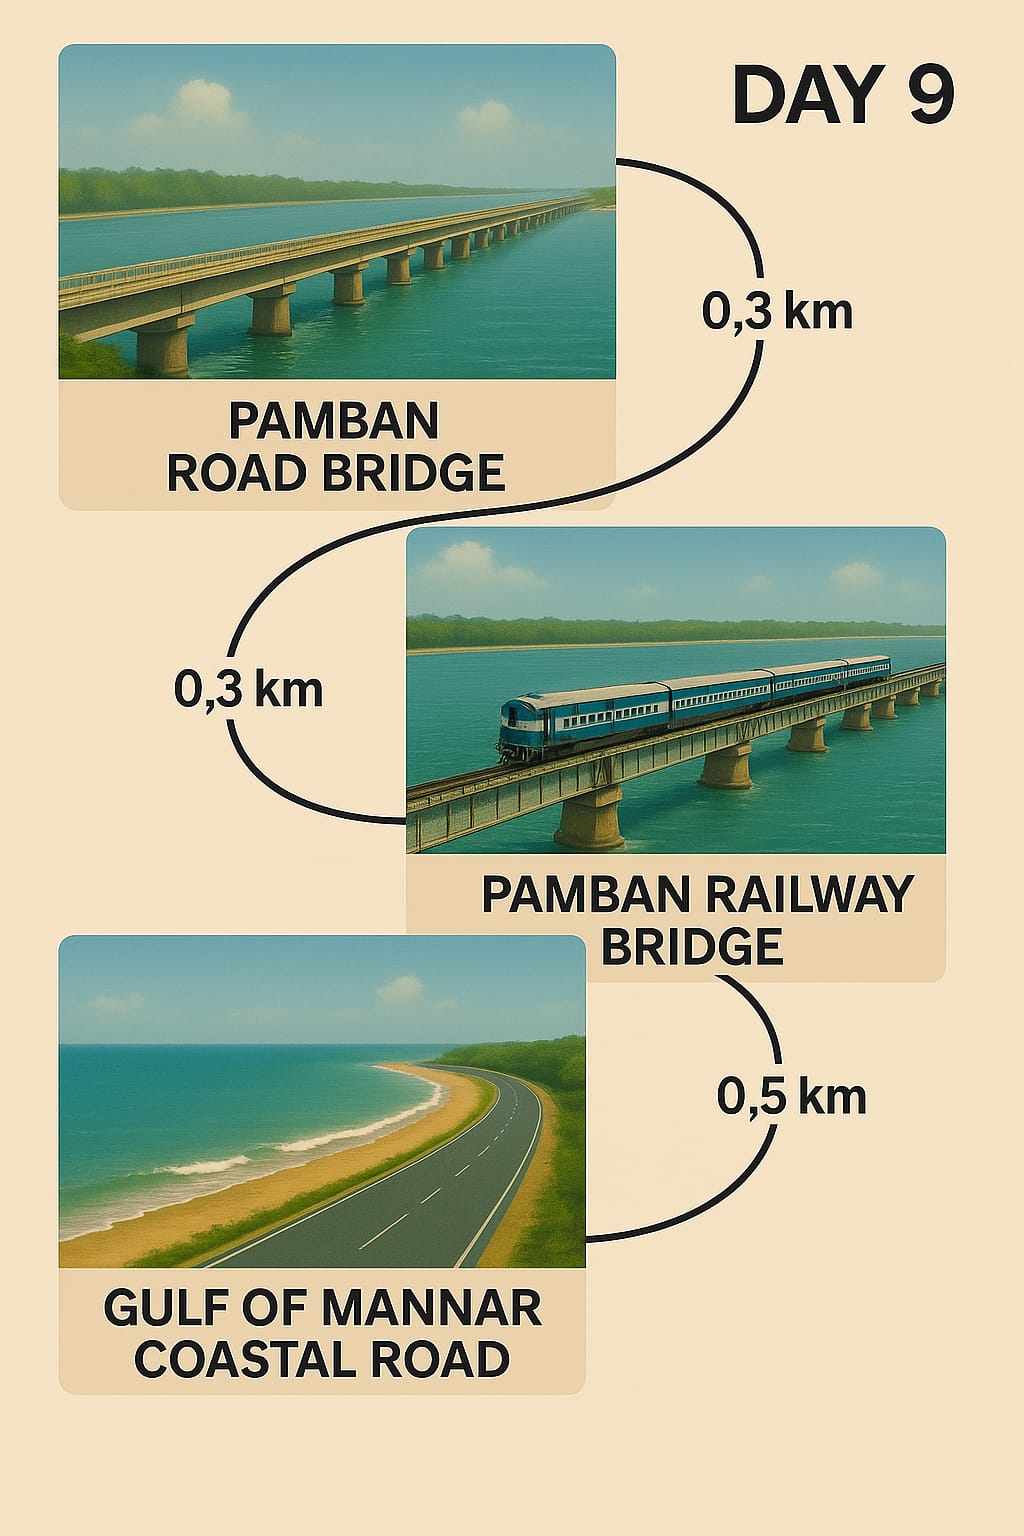 DAY 9
0,3 km
PAMBAN
ROAD BRIDGE
0,3 km
PAMBAN RAILWAY
BRIDGE
0,5 km
GULF OF MANNAR
COASTAL ROAD